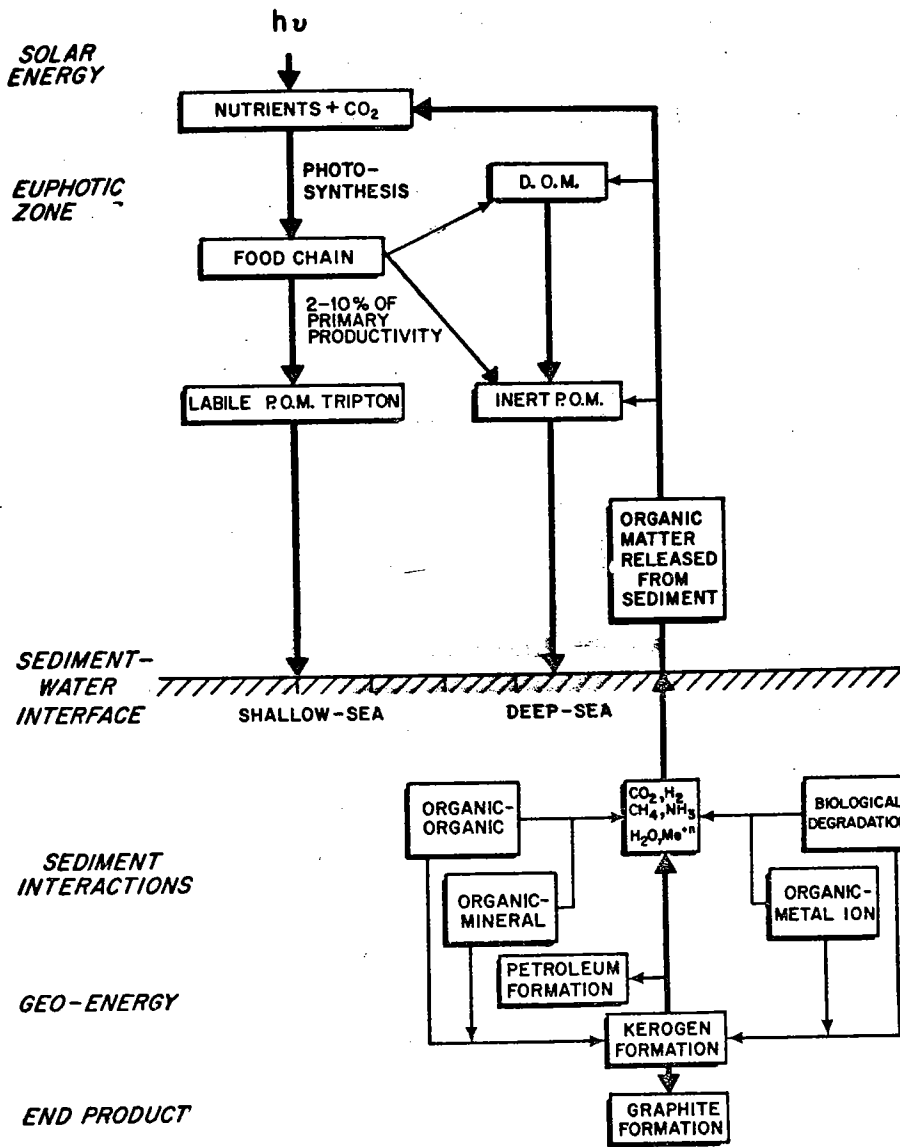 hυ
SOLAR
ENERGY
NUTRIENTS + CO₂
PHOTO-
SYNTHESIS
EUPHOTIC
ZONE
D. O. M.
FOOD CHAIN
2-10% OF
PRIMARY
PRODUCTIVITY
LABILE P.O.M. TRIPTON
INERT P.O.M.
ORGANIC
MATTER
RELEASED
FROM
SEDIMENT
SEDIMENT-
WATER
INTERFACE
SHALLOW-SEA
DEEP-SEA
ORGANIC-
ORGANIC
CO₂,H₂
CH₄,NH₃
H₂O,Me⁺ⁿ
BIOLOGICAL
DEGRADATION
SEDIMENT
INTERACTIONS
ORGANIC-
MINERAL
ORGANIC-
METAL ION
PETROLEUM
FORMATION
GEO-ENERGY
KEROGEN
FORMATION
END PRODUCT
GRAPHITE
FORMATION